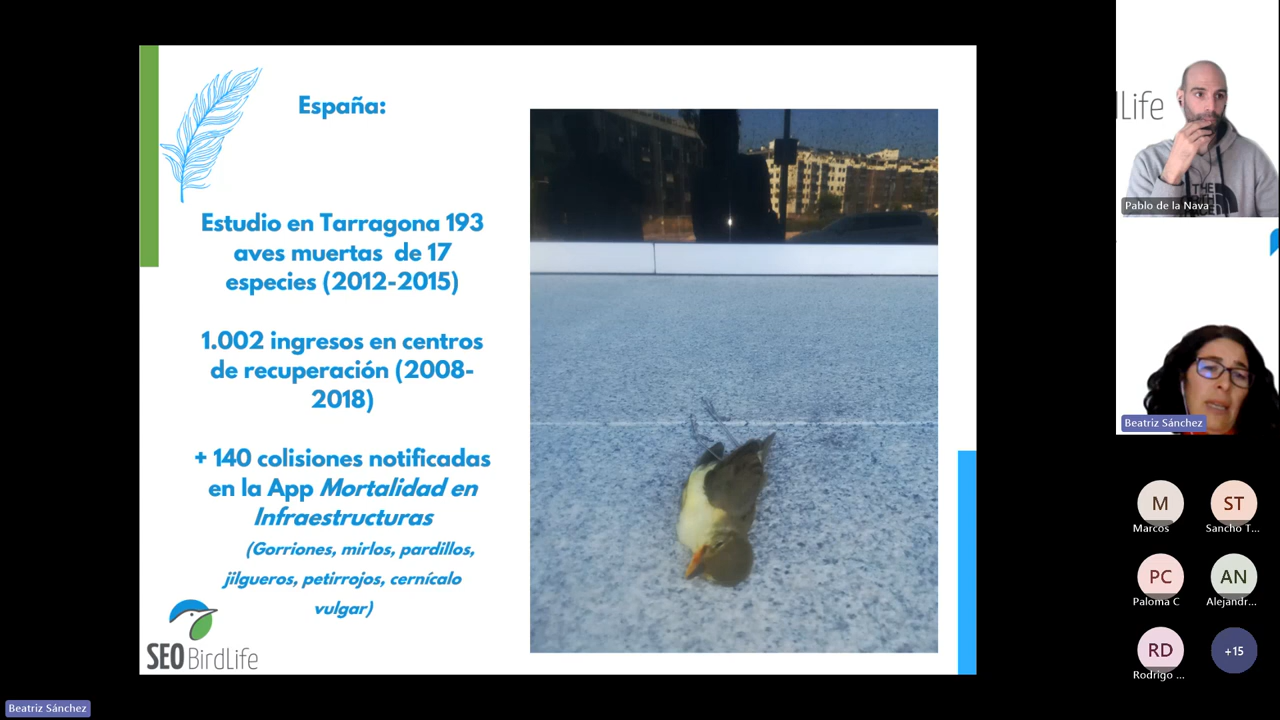 España:
Estudio en Tarragona 193
aves muertas de 17
especies (2012-2015)
1.002 ingresos en centros
de recuperación (2008-
2018)
+ 140 colisiones notificadas
en la App Mortalidad en
Infraestructuras
(Gorriones, mirlos, pardillos,
jilgueros, petirrojos, cernícalo
vulgar)
SEO BirdLife
dLife
THE
Pablo de la Nava
Beatriz Sánchez
M
ST
Marcos
Sancho T...
PC
AN
Paloma C
Alejandr...
RD
+15
Rodrigo ...
Beatriz Sánchez